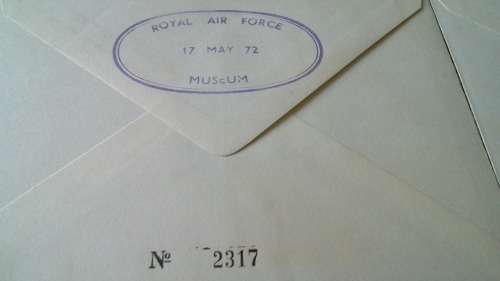 ROYAL AIR FORCE
17 MAY 72
MUSEUM
Nº 2317